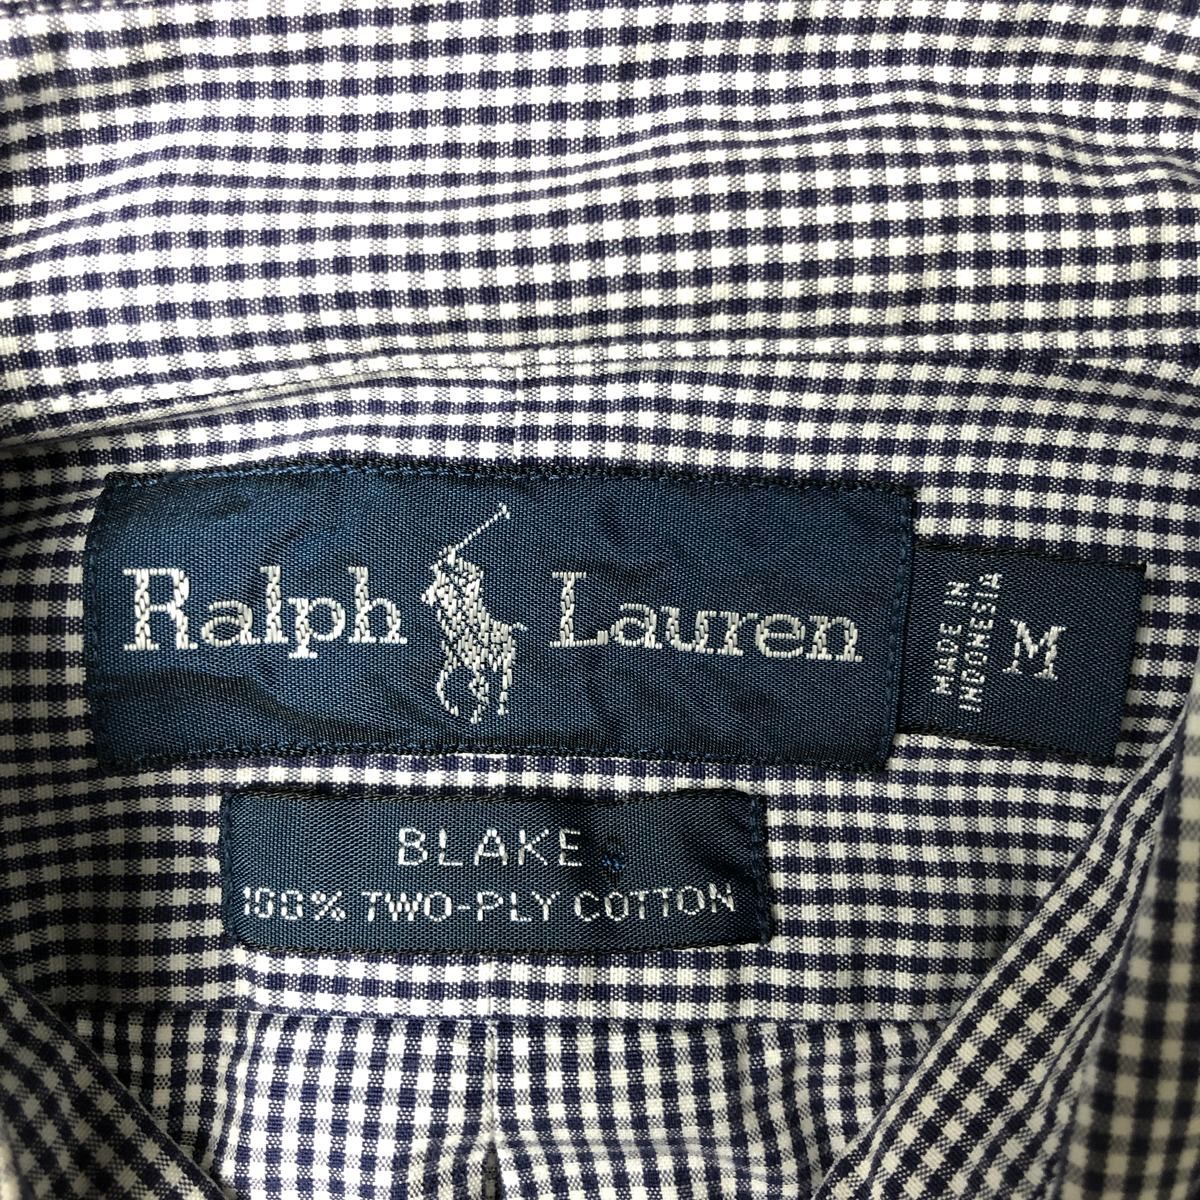 Ralph Lauren
MADE IN
INDONESIA
M
BLAKE
100% TWO-PLY COTTON